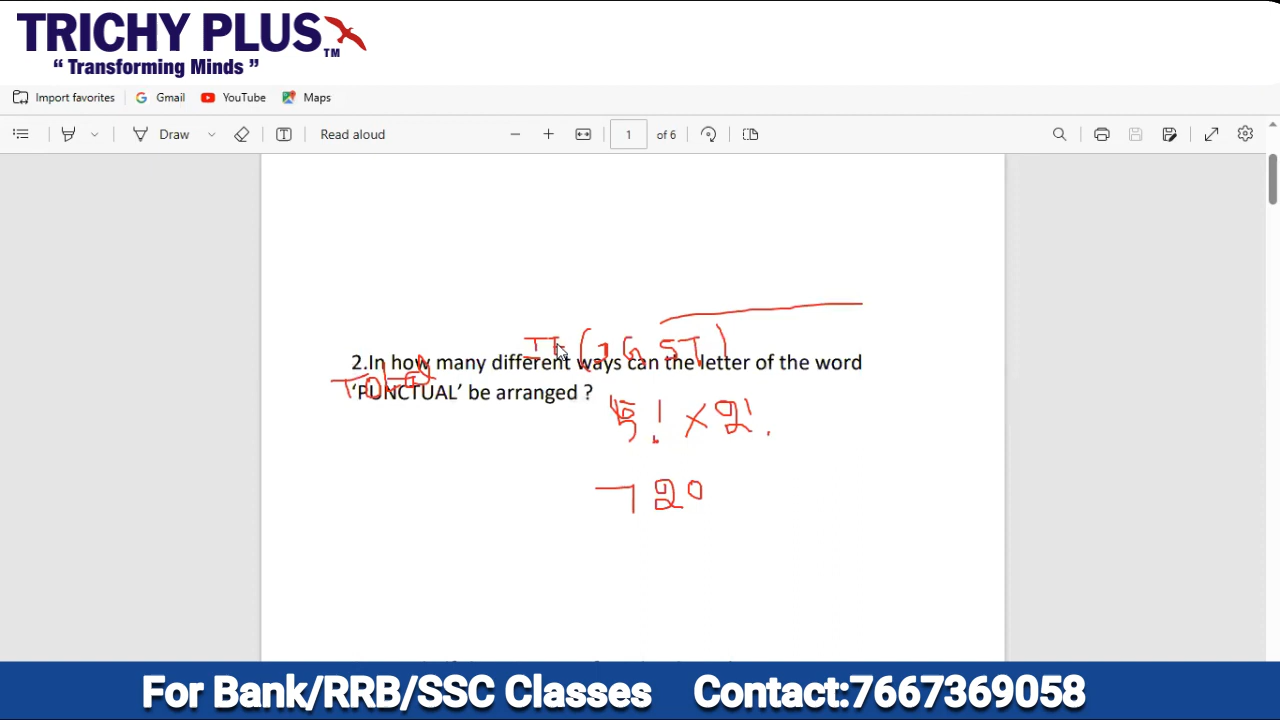 TRICHY PLUS
TM
“ Transforming Minds ”
Import favorites Gmail YouTube Maps
Draw Read aloud 1 of 6
2.In how many different ways can the letter of the word
‘PUNCTUAL’ be arranged ?
Total
5! × 2!
720
For Bank/RRB/SSC Classes Contact:7667369058